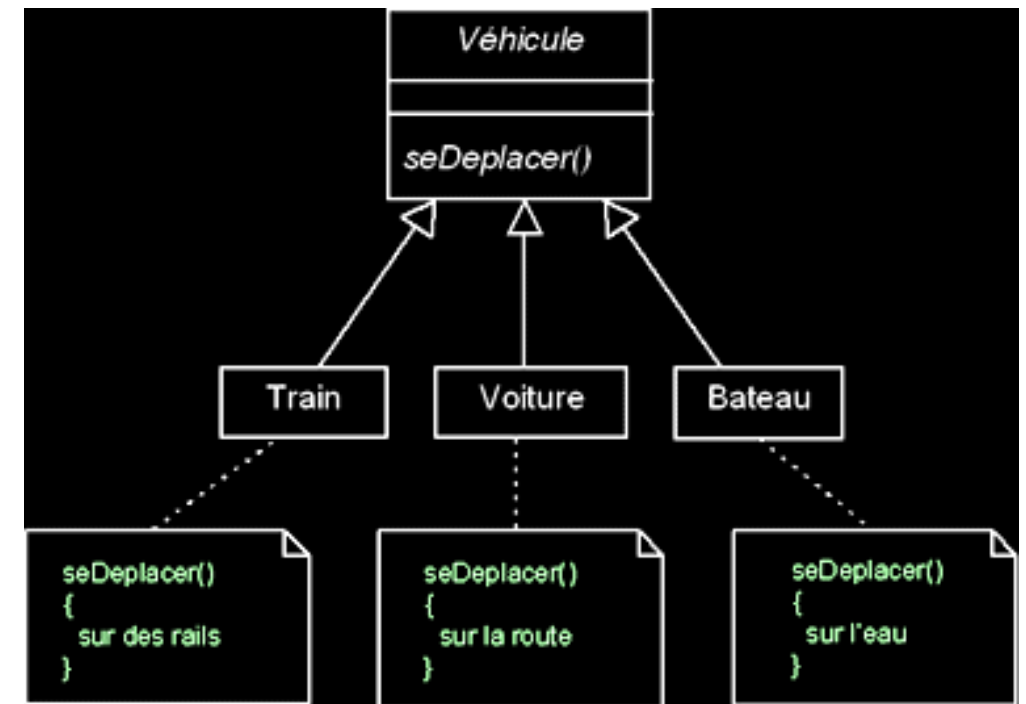 Véhicule
seDeplacer()
Train
Voiture
Bateau
seDeplacer()
{
sur des rails
}
seDeplacer()
{
sur la route
}
seDeplacer()
{
sur l'eau
}